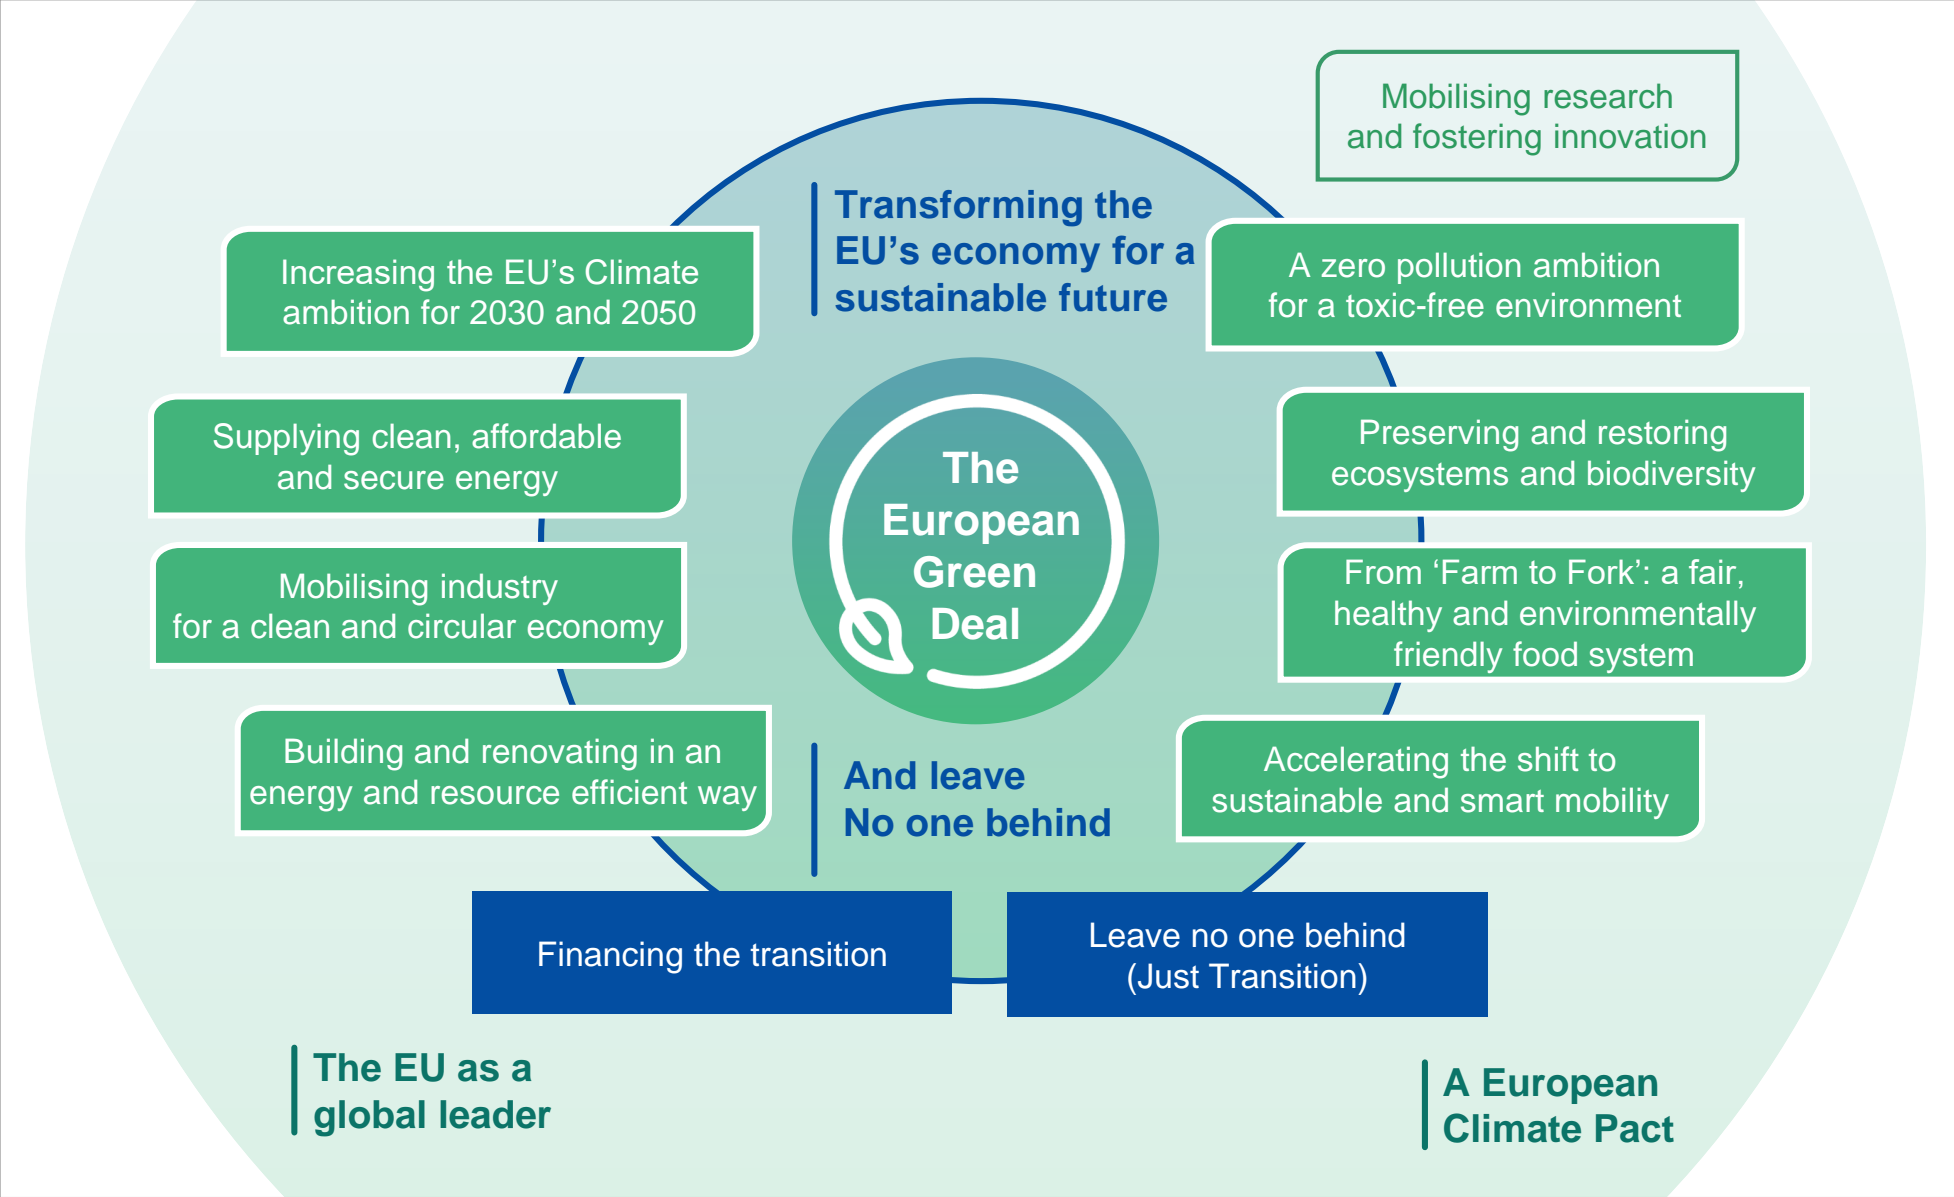 Mobilising research
and fostering innovation
Transforming the
EU’s economy for a
sustainable future
Increasing the EU’s Climate
ambition for 2030 and 2050
A zero pollution ambition
for a toxic-free environment
Supplying clean, affordable
and secure energy
Preserving and restoring
ecosystems and biodiversity
The
European
Green
Deal
Mobilising industry
for a clean and circular economy
From ‘Farm to Fork’: a fair,
healthy and environmentally
friendly food system
Building and renovating in an
energy and resource efficient way
Accelerating the shift to
sustainable and smart mobility
And leave
No one behind
Financing the transition
Leave no one behind
(Just Transition)
The EU as a
global leader
A European
Climate Pact